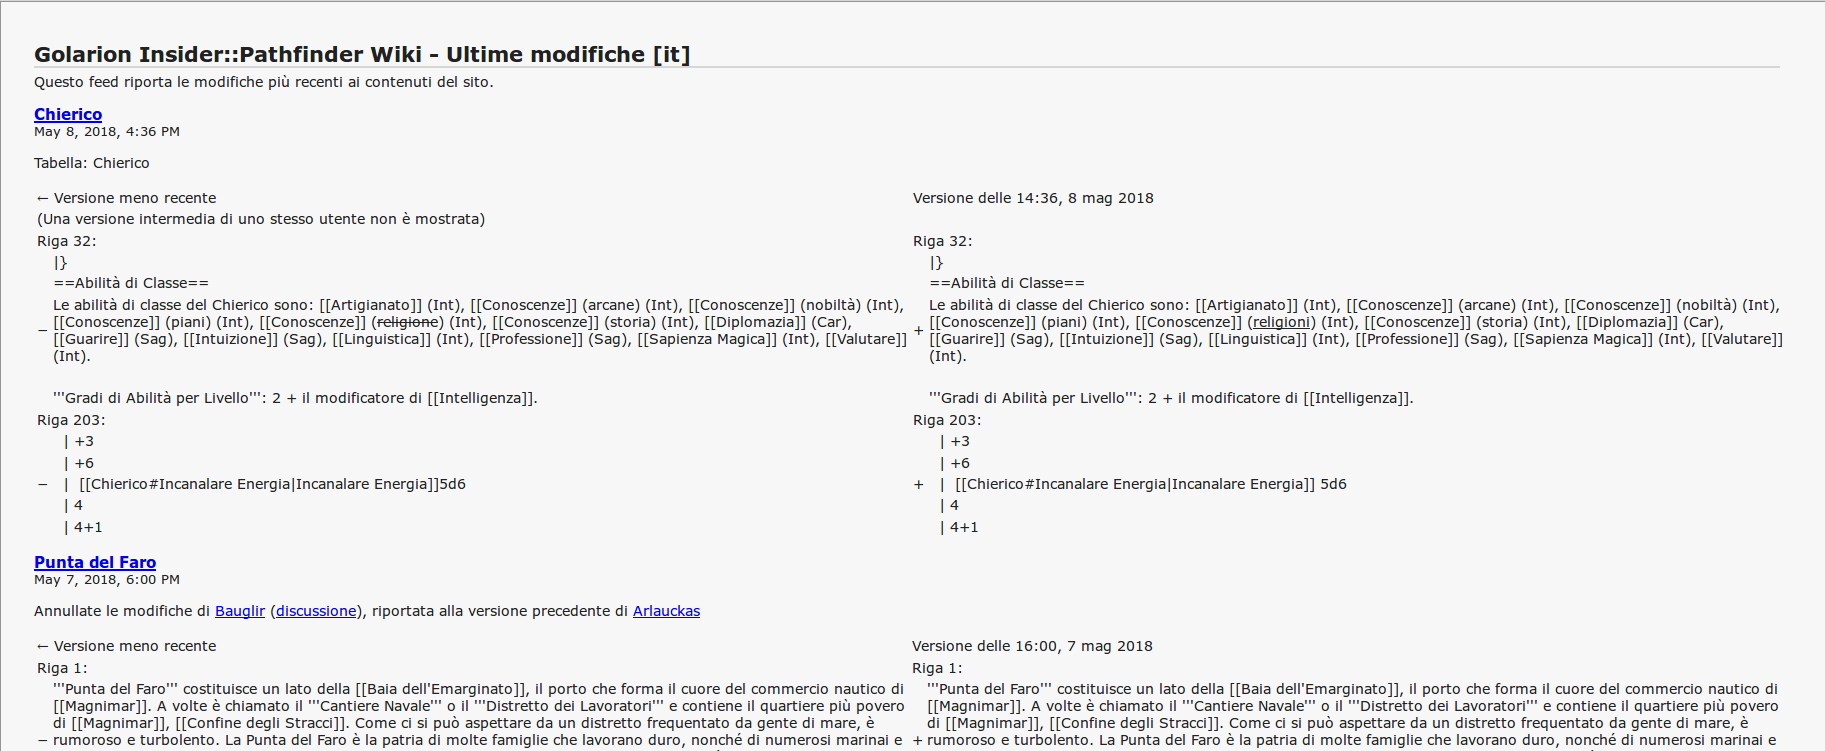 Golarion Insider::Pathfinder Wiki - Ultime modifiche [it]
Questo feed riporta le modifiche più recenti ai contenuti del sito.
Chierico
May 8, 2018, 4:36 PM
Tabella: Chierico
← Versione meno recente Versione delle 14:36, 8 mag 2018
(Una versione intermedia di uno stesso utente non è mostrata)
Riga 32: Riga 32:
|} |}
==Abilità di Classe== ==Abilità di Classe==
Le abilità di classe del Chierico sono: [[Artigianato]] (Int), [[Conoscenze]] (arcane) (Int), [[Conoscenze]] (nobiltà) (Int),
− [[Conoscenze]] (piani) (Int), [[Conoscenze]] (religione) (Int), [[Conoscenze]] (storia) (Int), [[Diplomazia]] (Car),
[[Guarire]] (Sag), [[Intuizione]] (Sag), [[Linguistica]] (Int), [[Professione]] (Sag), [[Sapienza Magica]] (Int), [[Valutare]]
(Int).
Le abilità di classe del Chierico sono: [[Artigianato]] (Int), [[Conoscenze]] (arcane) (Int), [[Conoscenze]] (nobiltà) (Int),
+ [[Conoscenze]] (piani) (Int), [[Conoscenze]] (religioni) (Int), [[Conoscenze]] (storia) (Int), [[Diplomazia]] (Car),
[[Guarire]] (Sag), [[Intuizione]] (Sag), [[Linguistica]] (Int), [[Professione]] (Sag), [[Sapienza Magica]] (Int), [[Valutare]]
(Int).
'''Gradi di Abilità per Livello''': 2 + il modificatore di [[Intelligenza]]. '''Gradi di Abilità per Livello''': 2 + il modificatore di [[Intelligenza]].
Riga 203: Riga 203:
| +3 | +3
| +6 | +6
− | [[Chierico#Incanalare Energia|Incanalare Energia]]5d6 + | [[Chierico#Incanalare Energia|Incanalare Energia]] 5d6
| 4 | 4
| 4+1 | 4+1
Punta del Faro
May 7, 2018, 6:00 PM
Annullate le modifiche di Bauglir (discussione), riportata alla versione precedente di Arlauckas
← Versione meno recente Versione delle 16:00, 7 mag 2018
Riga 1: Riga 1:
'''Punta del Faro''' costituisce un lato della [[Baia dell'Emarginato]], il porto che forma il cuore del commercio nautico di
[[Magnimar]]. A volte è chiamato il '''Cantiere Navale''' o il '''Distretto dei Lavoratori''' e contiene il quartiere più povero
di [[Magnimar]], [[Confine degli Stracci]]. Come ci si può aspettare da un distretto frequentato da gente di mare, è
− rumoroso e turbolento. La Punta del Faro è la patria di molte famiglie che lavorano duro, nonché di numerosi marinai e
'''Punta del Faro''' costituisce un lato della [[Baia dell'Emarginato]], il porto che forma il cuore del commercio nautico di
[[Magnimar]]. A volte è chiamato il '''Cantiere Navale''' o il '''Distretto dei Lavoratori''' e contiene il quartiere più povero
di [[Magnimar]], [[Confine degli Stracci]]. Come ci si può aspettare da un distretto frequentato da gente di mare, è
+ rumoroso e turbolento. La Punta del Faro è la patria di molte famiglie che lavorano duro, nonché di numerosi marinai e